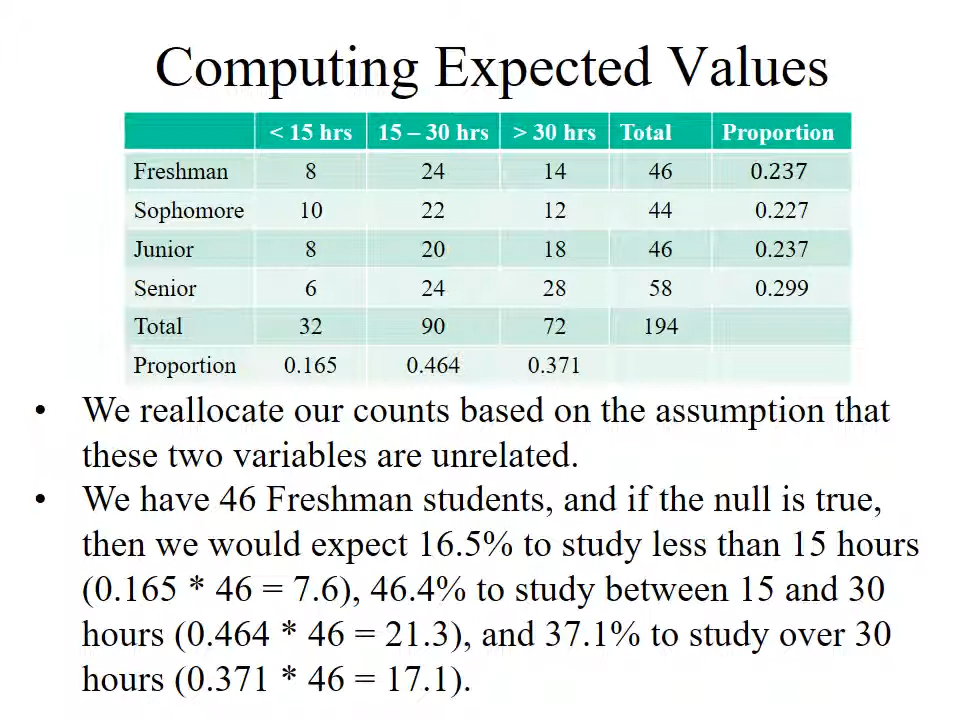 Computing Expected Values
< 15 hrs 15 – 30 hrs > 30 hrs Total Proportion
Freshman 8 24 14 46 0.237
Sophomore 10 22 12 44 0.227
Junior 8 20 18 46 0.237
Senior 6 24 28 58 0.299
Total 32 90 72 194
Proportion 0.165 0.464 0.371
• We reallocate our counts based on the assumption that
these two variables are unrelated.
• We have 46 Freshman students, and if the null is true,
then we would expect 16.5% to study less than 15 hours
(0.165 * 46 = 7.6), 46.4% to study between 15 and 30
hours (0.464 * 46 = 21.3), and 37.1% to study over 30
hours (0.371 * 46 = 17.1).